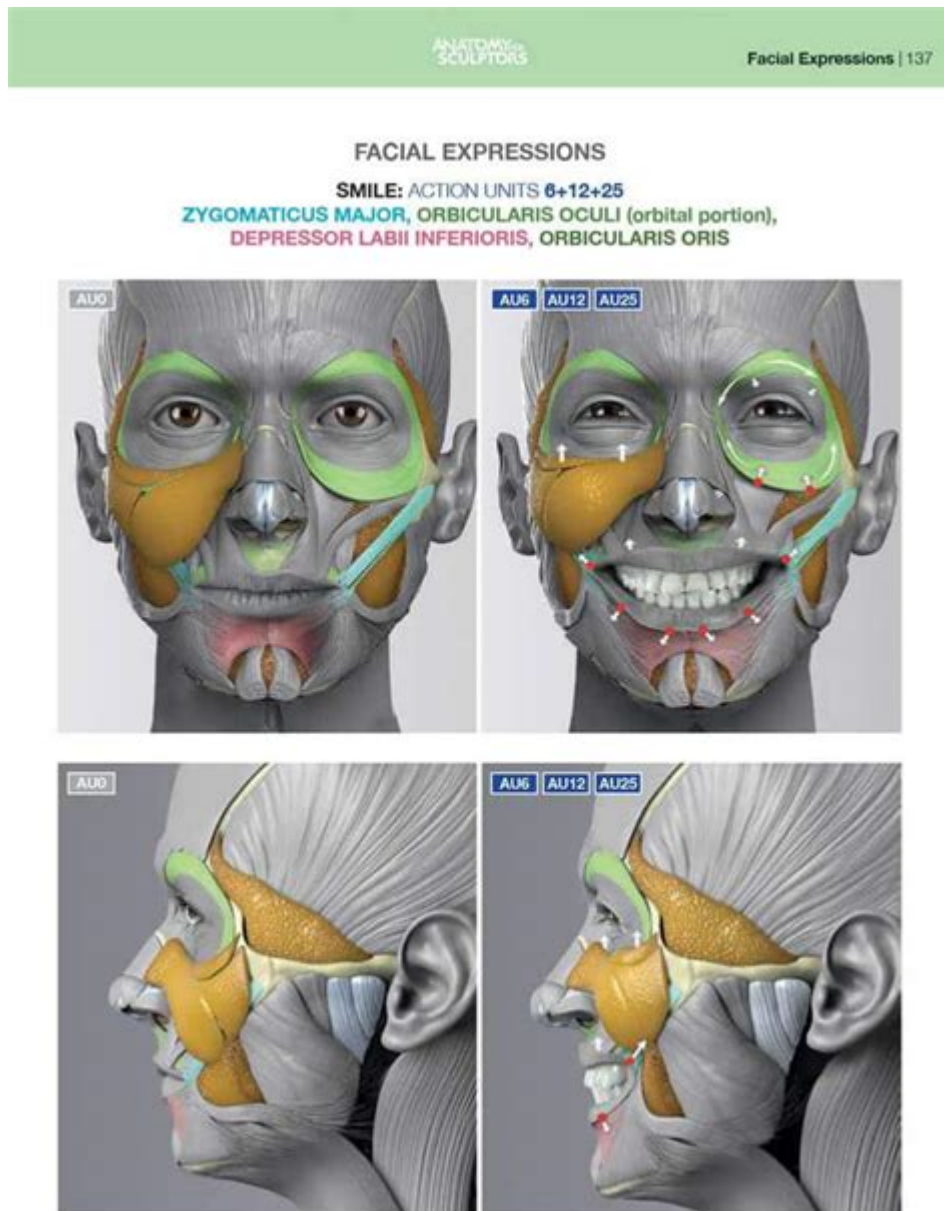 ANATOMY FOR
SCULPTORS
Facial Expressions | 137
FACIAL EXPRESSIONS
SMILE: ACTION UNITS 6+12+25
ZYGOMATICUS MAJOR, ORBICULARIS OCULI (orbital portion),
DEPRESSOR LABII INFERIORIS, ORBICULARIS ORIS
AU0
AU6 AU12 AU25
AU0
AU6 AU12 AU25